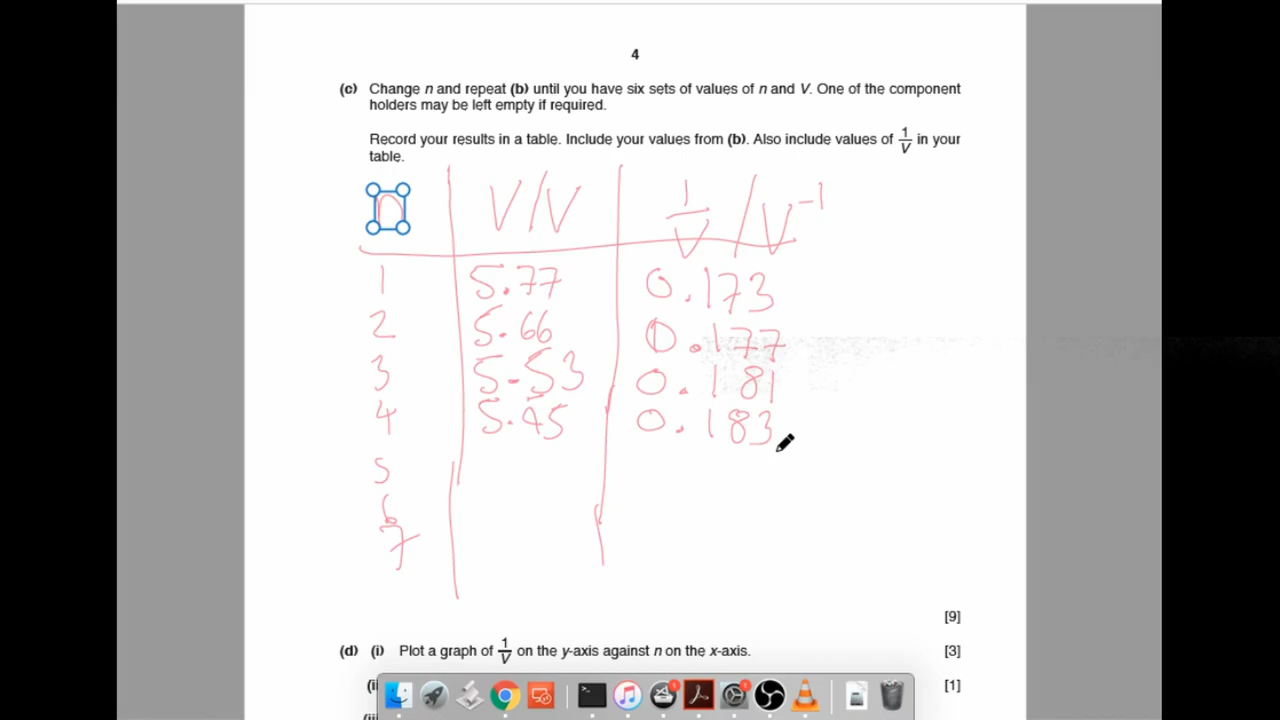 4
(c) Change n and repeat (b) until you have six sets of values of n and V. One of the component
holders may be left empty if required.
Record your results in a table. Include your values from (b). Also include values of 1/V in your
table.
n V/V 1/V /V⁻¹
1 5.77 0.173
2 5.66 0.177
3 5.53 0.181
4 5.45 0.183
5
6
7
[9]
(d) (i) Plot a graph of 1/V on the y-axis against n on the x-axis. [3]
[1]